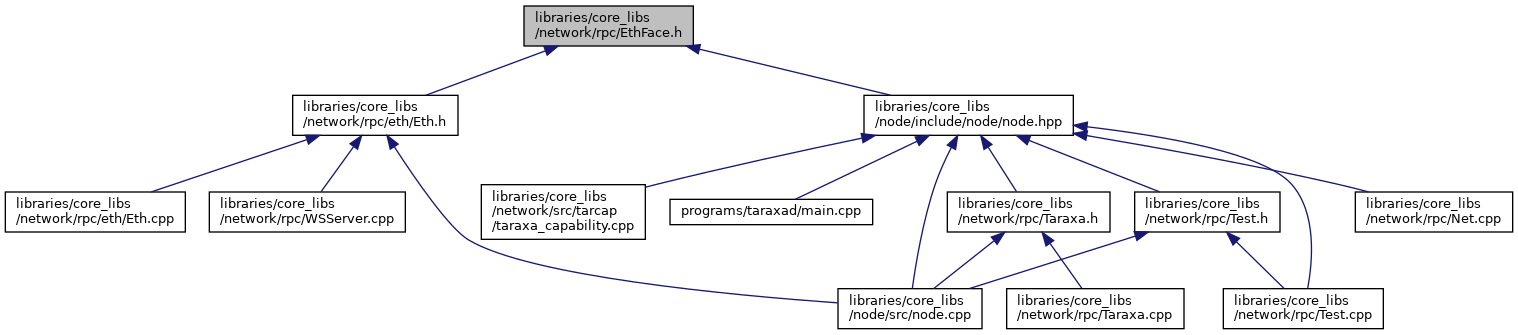 libraries/core_libs
/network/rpc/EthFace.h
libraries/core_libs
/network/rpc/eth/Eth.h
libraries/core_libs
/node/include/node/node.hpp
libraries/core_libs
/network/rpc/eth/Eth.cpp
libraries/core_libs
/network/rpc/WSServer.cpp
libraries/core_libs
/network/src/tarcap
/taraxa_capability.cpp
programs/taraxad/main.cpp
libraries/core_libs
/network/rpc/Taraxa.h
libraries/core_libs
/network/rpc/Test.h
libraries/core_libs
/network/rpc/Net.cpp
libraries/core_libs
/node/src/node.cpp
libraries/core_libs
/network/rpc/Taraxa.cpp
libraries/core_libs
/network/rpc/Test.cpp